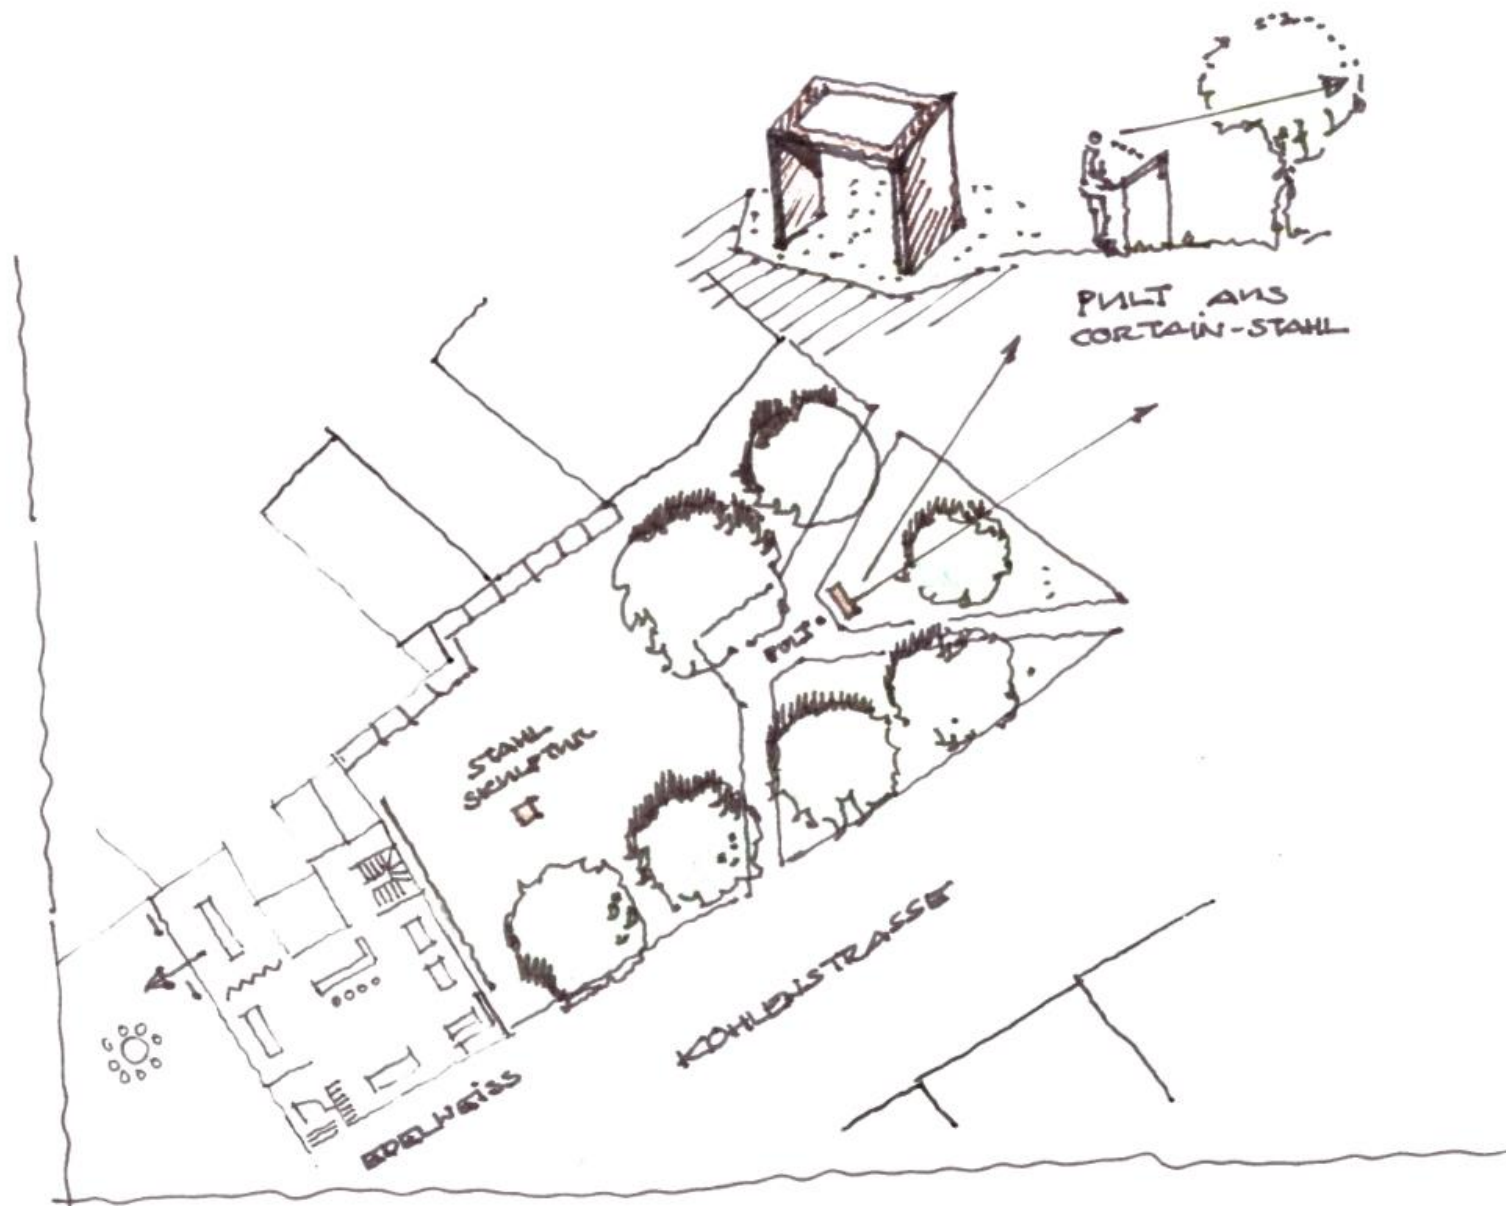 PULT AUS
CORTAIN-STAHL
PULT
STAHL
SKULPTUR
KOHLENSTRASSE
EDELWEISS